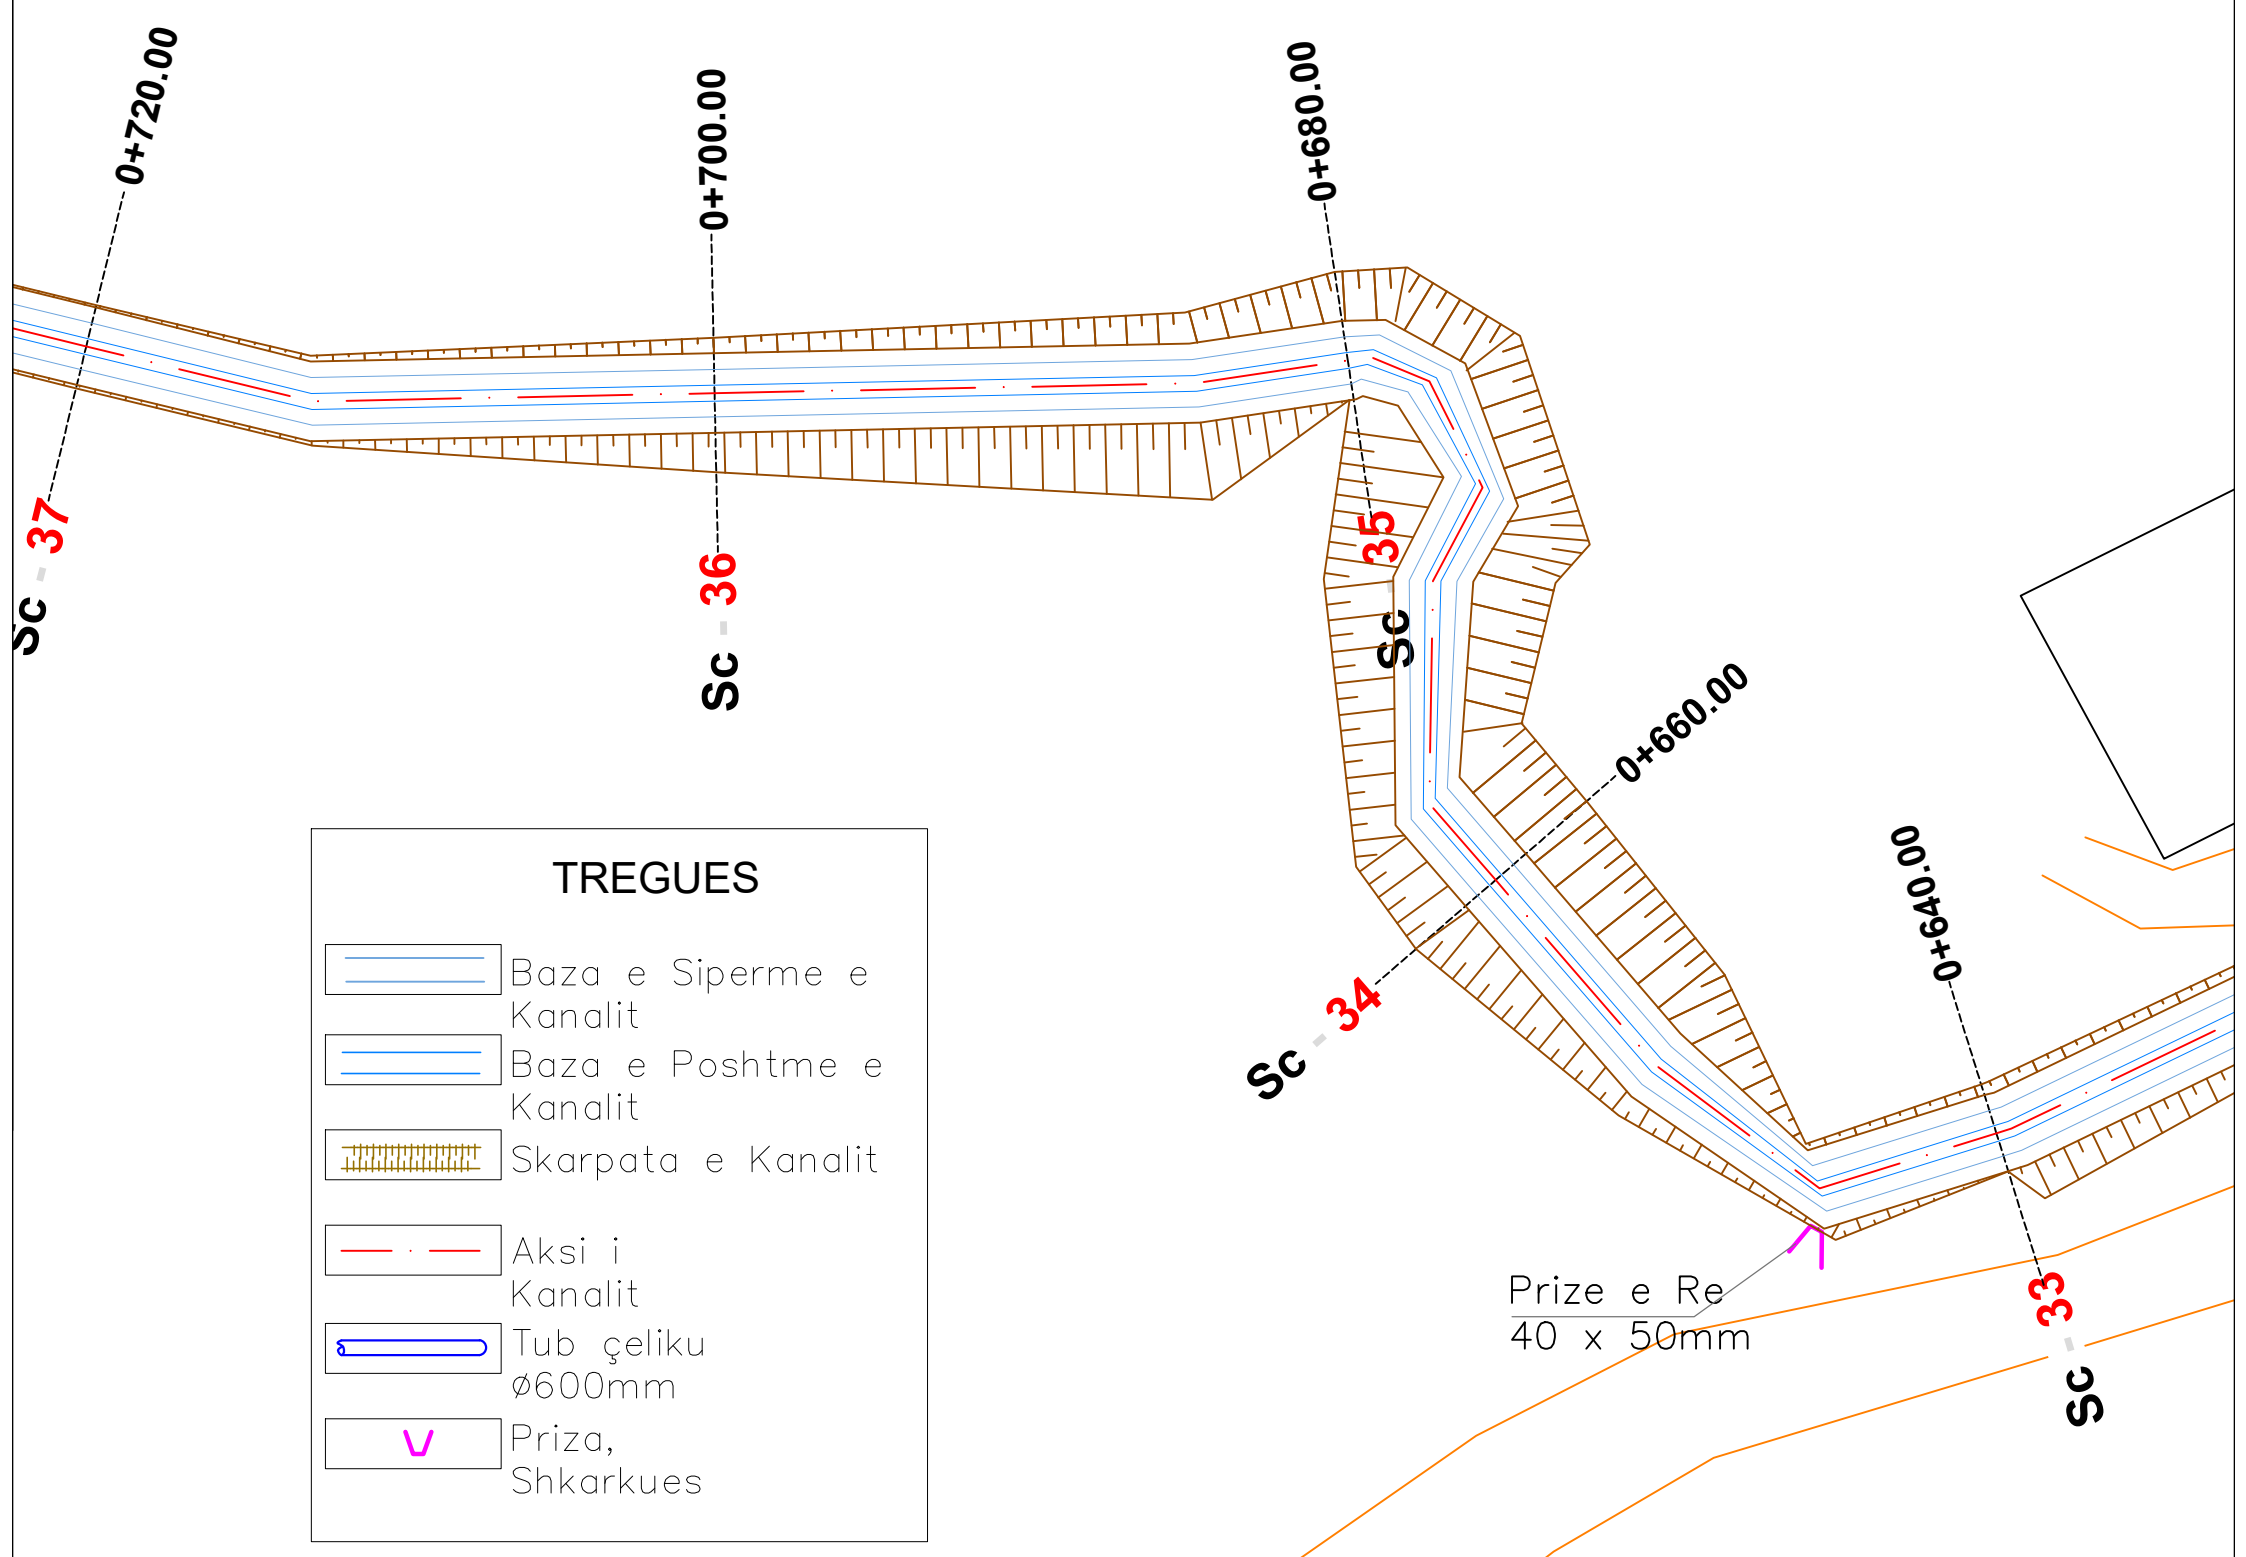 0+720.00
0+700.00
0+680.00
Sc - 37
Sc - 36
Sc - 35
0+660.00
Sc - 34
0+640.00
Sc - 33
Prize e Re
40 x 50mm
TREGUES
Baza e Siperme e
Kanalit
Baza e Poshtme e
Kanalit
Skarpata e Kanalit
Aksi i
Kanalit
Tub çeliku
Ø600mm
Priza,
Shkarkues